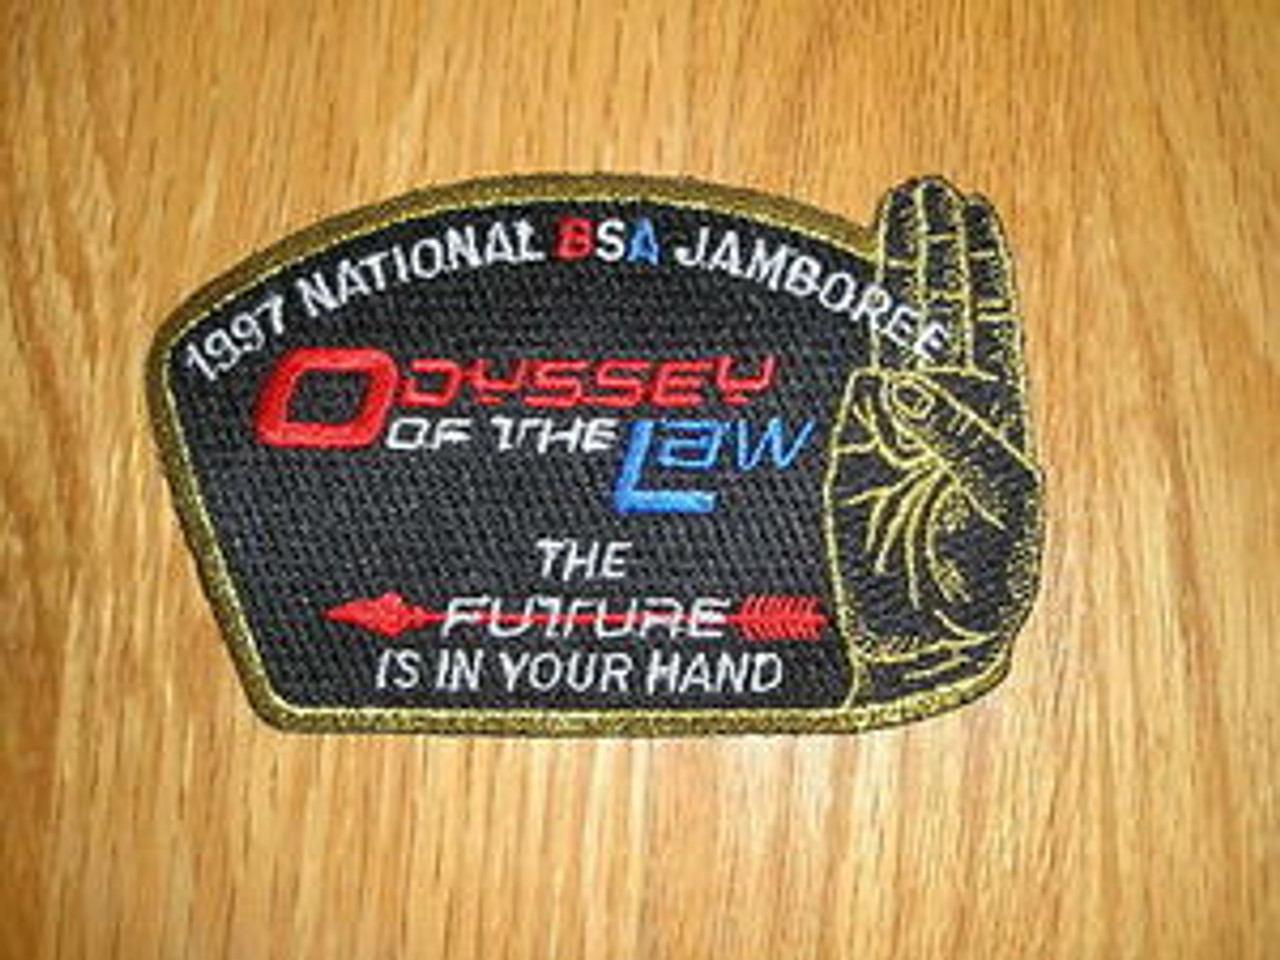 1997 NATIONAL BSA JAMBOREE
ODYSSEY
OF THE LAW
THE
FUTURE
IS IN YOUR HAND